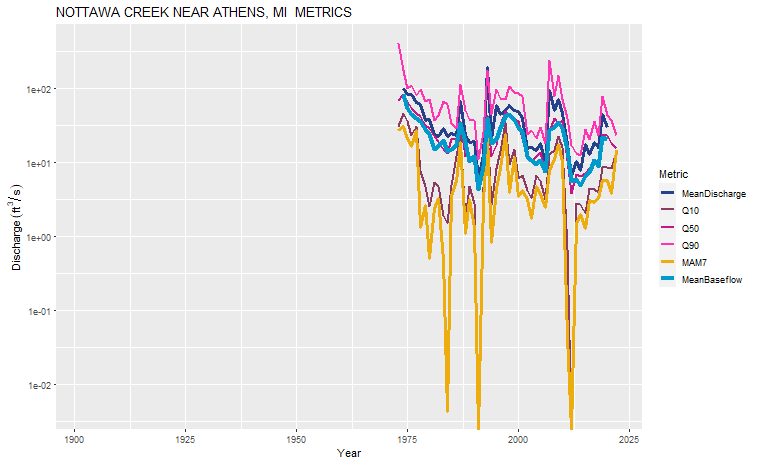 NOTTAWA CREEK NEAR ATHENS, MI  METRICS
Discharge (ft³/s)
1e+02
1e+01
1e+00
1e-01
1e-02
1900
1925
1950
1975
2000
2025
Year
Metric
MeanDischarge
Q10
Q50
Q90
MAM7
MeanBaseflow